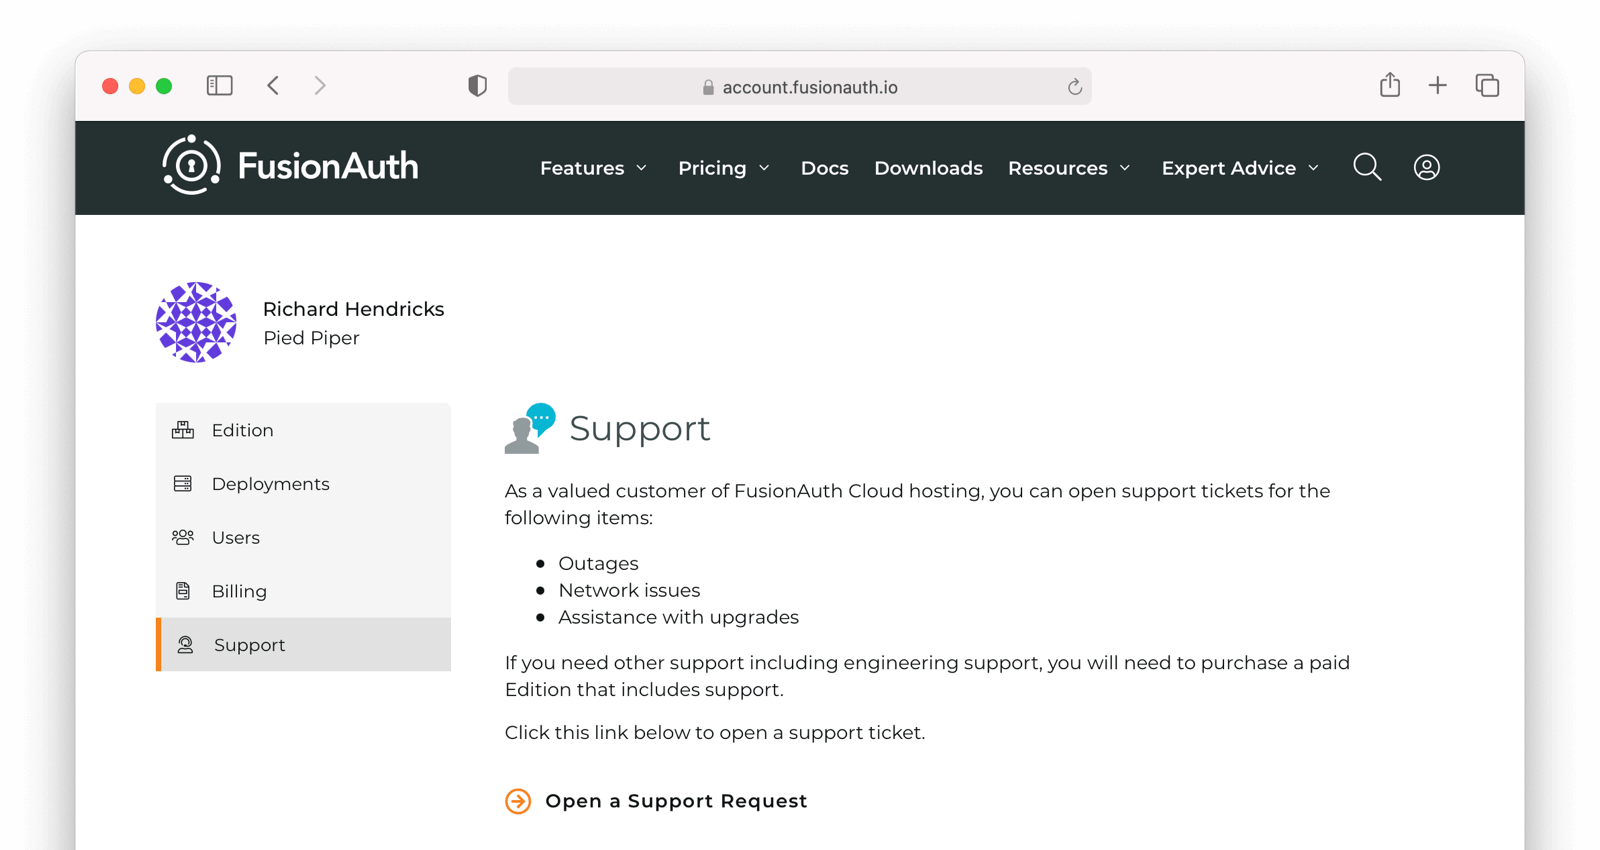 account.fusionauth.io
FusionAuth
Features Pricing Docs Downloads Resources Expert Advice
Richard Hendricks
Pied Piper
Edition
Deployments
Users
Billing
Support
Support
As a valued customer of FusionAuth Cloud hosting, you can open support tickets for the
following items:
• Outages
• Network issues
• Assistance with upgrades
If you need other support including engineering support, you will need to purchase a paid
Edition that includes support.
Click this link below to open a support ticket.
Open a Support Request